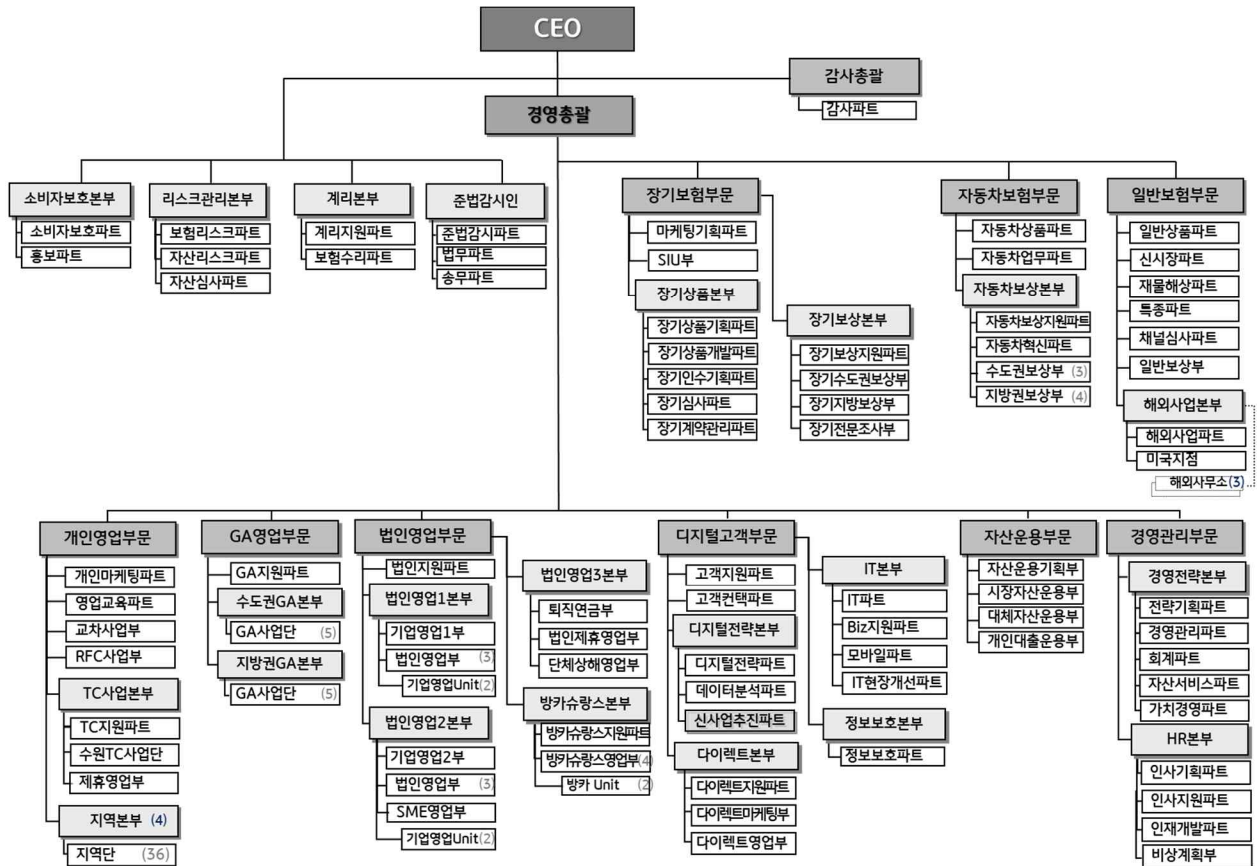 CEO
감사총괄
감사파트
경영총괄
소비자보호본부
소비자보호파트
홍보파트
리스크관리본부
보험리스크파트
자산리스크파트
자산심사파트
계리본부
계리지원파트
보험수리파트
준법감시인
준법감시파트
법무파트
송무파트
장기보험부문
마케팅기획파트
SIU부
장기상품본부
장기상품기획파트
장기상품개발파트
장기인수기획파트
장기심사파트
장기계약관리파트
장기보상본부
장기보상지원파트
장기수도권보상부
장기지방보상부
장기전문조사부
자동차보험부문
자동차상품파트
자동차업무파트
자동차보상본부
자동차보상지원파트
자동차혁신파트
수도권보상부 (3)
지방권보상부 (4)
일반보험부문
일반상품파트
신시장파트
재물해상파트
특종파트
채널심사파트
일반보상부
해외사업본부
해외사업파트
미국지점
해외사무소(3)
개인영업부문
개인마케팅파트
영업교육파트
교차사업부
RFC사업부
TC사업본부
TC지원파트
수원TC사업단
제휴영업부
지역본부 (4)
지역단 (36)
GA영업부문
GA지원파트
수도권GA본부
GA사업단 (5)
지방권GA본부
GA사업단 (5)
법인영업부문
법인지원파트
법인영업1본부
기업영업1부
법인영업부 (3)
기업영업Unit(2)
법인영업2본부
기업영업2부
법인영업부 (3)
SME영업부
기업영업Unit(2)
법인영업3본부
퇴직연금부
법인제휴영업부
단체상해영업부
방카슈랑스본부
방카슈랑스지원파트
방카슈랑스영업부(4)
방카 Unit (2)
디지털고객부문
고객지원파트
고객컨택파트
디지털전략본부
디지털전략파트
데이터분석파트
신사업추진파트
다이렉트본부
다이렉트지원파트
다이렉트마케팅부
다이렉트영업부
IT본부
IT파트
Biz지원파트
모바일파트
IT현장개선파트
정보보호본부
정보보호파트
자산운용부문
자산운용기획부
시장자산운용부
대체자산운용부
개인대출운용부
경영관리부문
경영전략본부
전략기획파트
경영관리파트
회계파트
자산서비스파트
가치경영파트
HR본부
인사기획파트
인사지원파트
인재개발파트
비상계획부